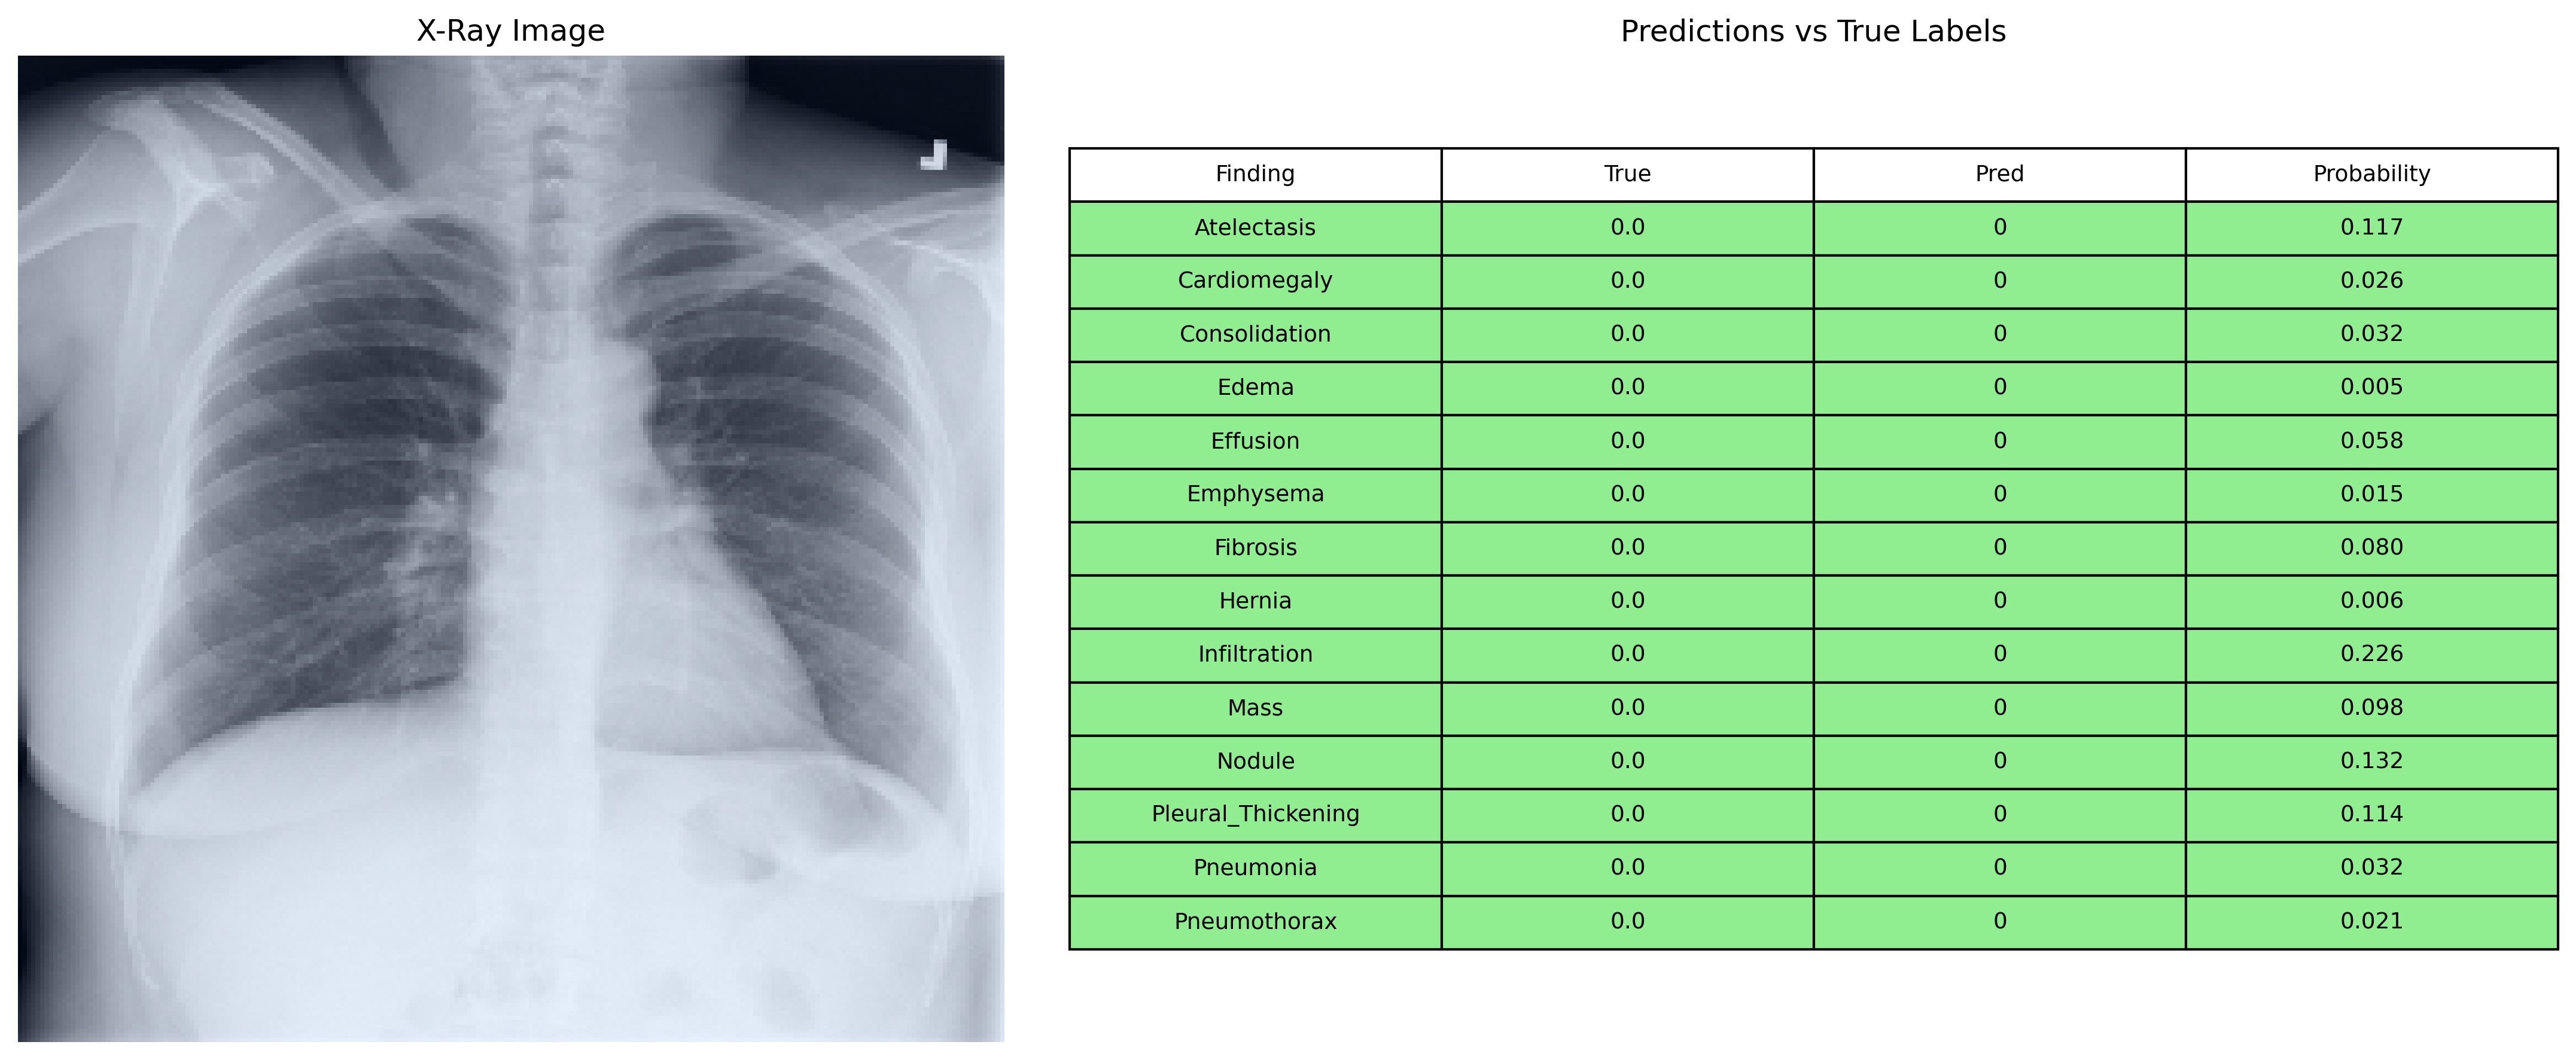 X-Ray Image
Predictions vs True Labels
Finding True Pred Probability
Atelectasis 0.0 0 0.117
Cardiomegaly 0.0 0 0.026
Consolidation 0.0 0 0.032
Edema 0.0 0 0.005
Effusion 0.0 0 0.058
Emphysema 0.0 0 0.015
Fibrosis 0.0 0 0.080
Hernia 0.0 0 0.006
Infiltration 0.0 0 0.226
Mass 0.0 0 0.098
Nodule 0.0 0 0.132
Pleural_Thickening 0.0 0 0.114
Pneumonia 0.0 0 0.032
Pneumothorax 0.0 0 0.021